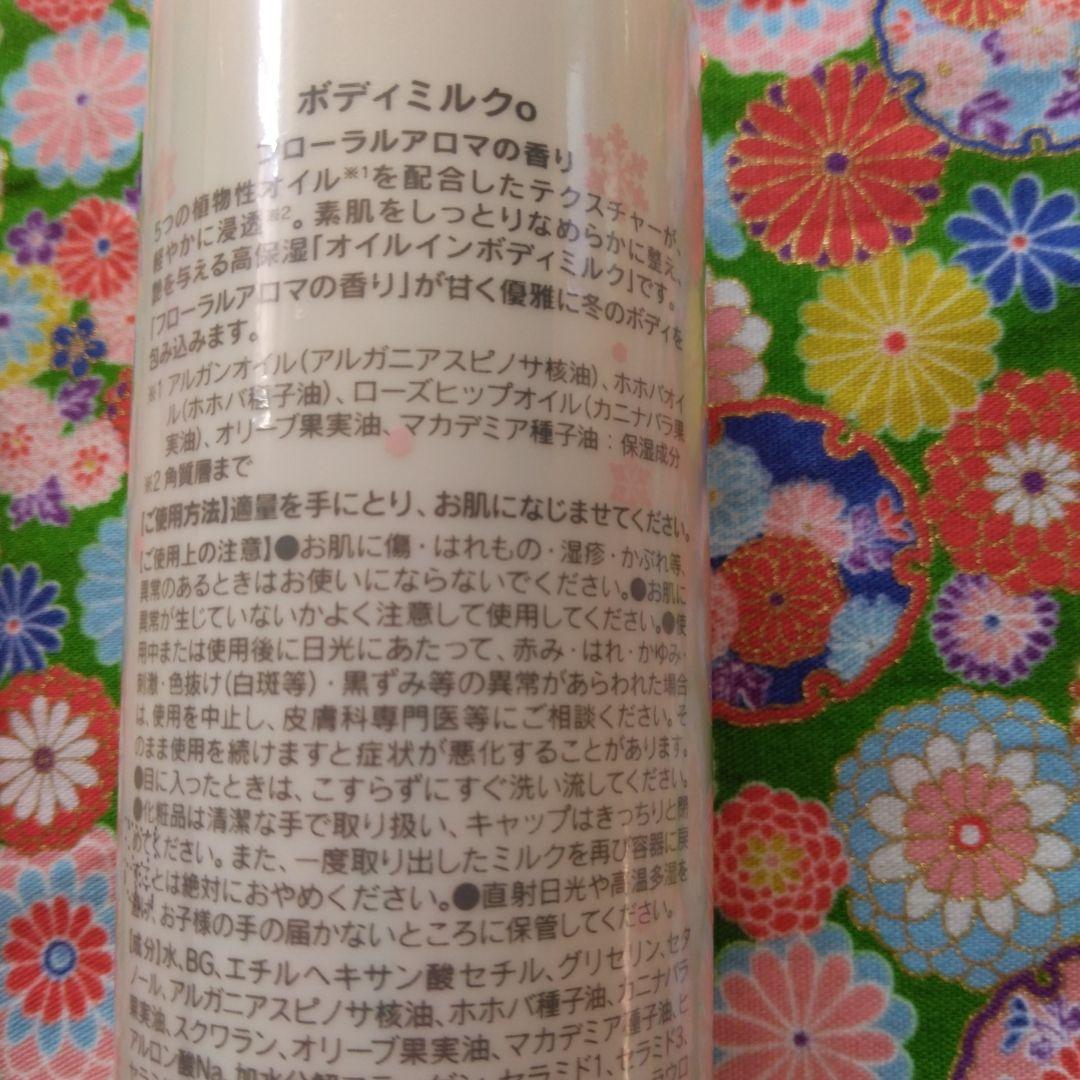 ボディミルクo
フローラルアロマの香り
5つの植物性オイル※1を配合したテクスチャーが、
軽やかに浸透※2。素肌をしっとりなめらかに整え、
艶を与える高保湿「オイルインボディミルク」です。
「フローラルアロマの香り」が甘く優雅に冬のボディを
包み込みます。
※1 アルガンオイル(アルガニアスピノサ核油)、ホホバオイ
ル(ホホバ種子油)、ローズヒップオイル(カニナバラ果
実油)、オリーブ果実油、マカデミア種子油：保湿成分
※2 角質層まで
【ご使用方法】適量を手にとり、お肌になじませてください。
【ご使用上の注意】●お肌に傷・はれもの・湿疹・かぶれ等、
異常のあるときはお使いにならないでください。●お肌に
異常が生じていないかよく注意して使用してください。●使
用中または使用後に日光にあたって、赤み・はれ・かゆみ・
刺激・色抜け(白斑等)・黒ずみ等の異常があらわれた場合
は、使用を中止し、皮膚科専門医等にご相談ください。そ
のまま使用を続けますと症状が悪化することがあります。
●目に入ったときは、こすらずにすぐ洗い流してください。
●化粧品は清潔な手で取り扱い、キャップはきっちりと閉
めてください。また、一度取り出したミルクを再び容器に戻
すことは絶対におやめください。●直射日光や高温多湿を
避け、お子様の手の届かないところに保管してください。
【成分】水、BG、エチルヘキサン酸セチル、グリセリン、セタ
ノール、アルガニアスピノサ核油、ホホバ種子油、カニナバラ
果実油、スクワラン、オリーブ果実油、マカデミア種子油、ヒ
アルロン酸Na、加水分解コラーゲン、セラミド1、セラミド3、